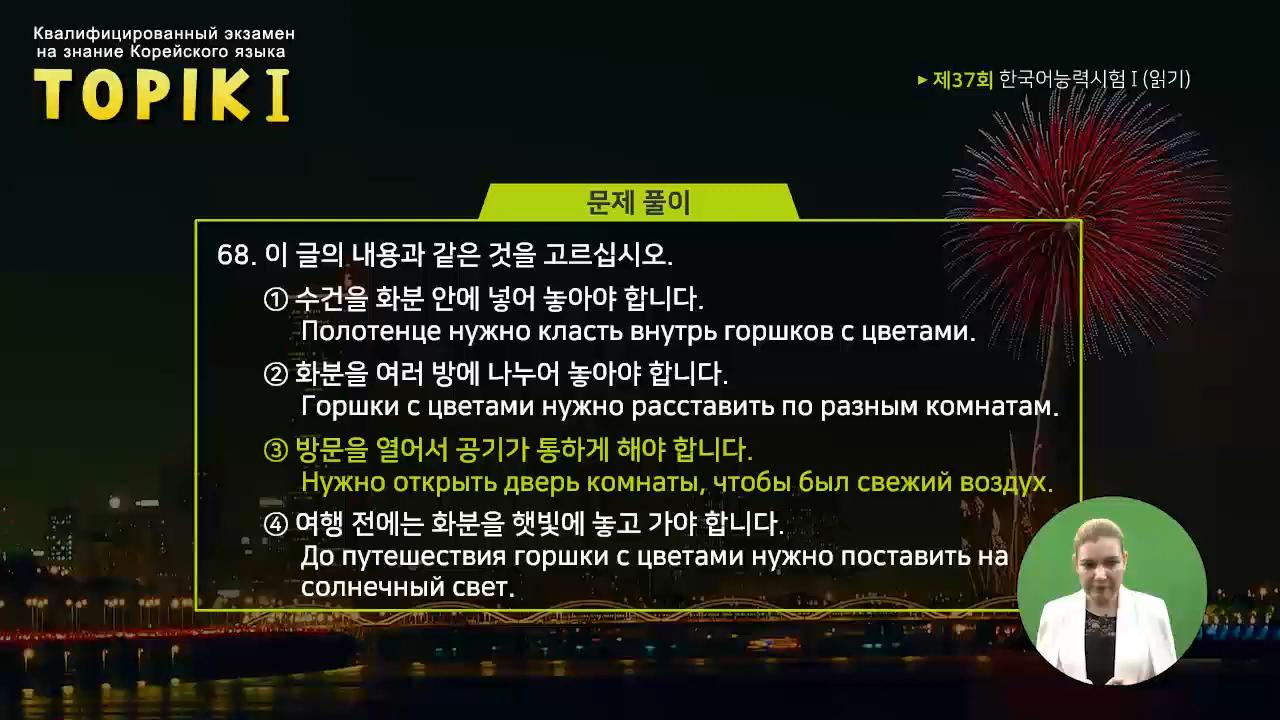 Квалифицированный экзамен
на знание Корейского языка
TOPIK I
▶ 제37회 한국어능력시험 I (읽기)
문제 풀이
68. 이 글의 내용과 같은 것을 고르십시오.
① 수건을 화분 안에 넣어 놓아야 합니다.
Полотенце нужно класть внутрь горшков с цветами.
② 화분을 여러 방에 나누어 놓아야 합니다.
Горшки с цветами нужно расставить по разным комнатам.
③ 방문을 열어서 공기가 통하게 해야 합니다.
Нужно открыть дверь комнаты, чтобы был свежий воздух.
④ 여행 전에는 화분을 햇빛에 놓고 가야 합니다.
До путешествия горшки с цветами нужно поставить на
солнечный свет.